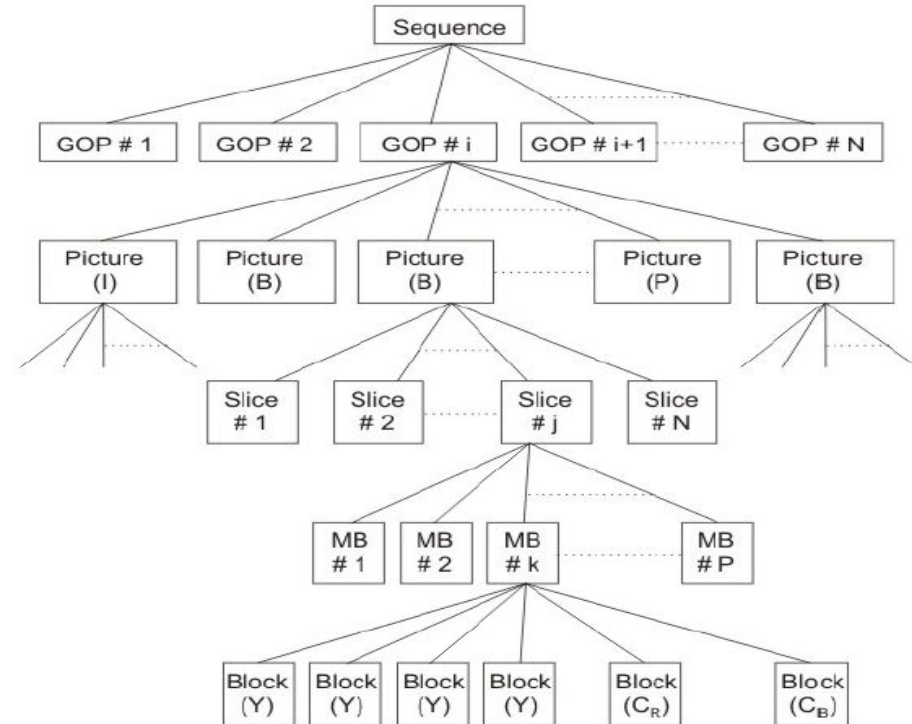 Sequence
GOP # 1 GOP # 2 GOP # i GOP # i+1 GOP # N
Picture Picture Picture Picture Picture
(I) (B) (B) (P) (B)
Slice Slice Slice Slice
# 1 # 2 # j # N
MB MB MB MB
# 1 # 2 # k # P
Block Block Block Block Block Block
(Y) (Y) (Y) (Y) (CR) (CB)